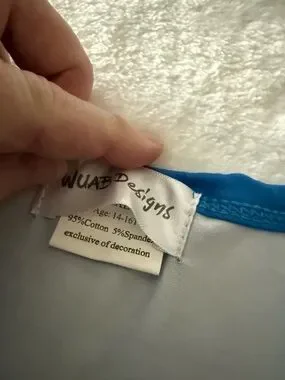 WUAB Designs
Age: 14-16
95%Cotton 5%Spandex
exclusive of decoration